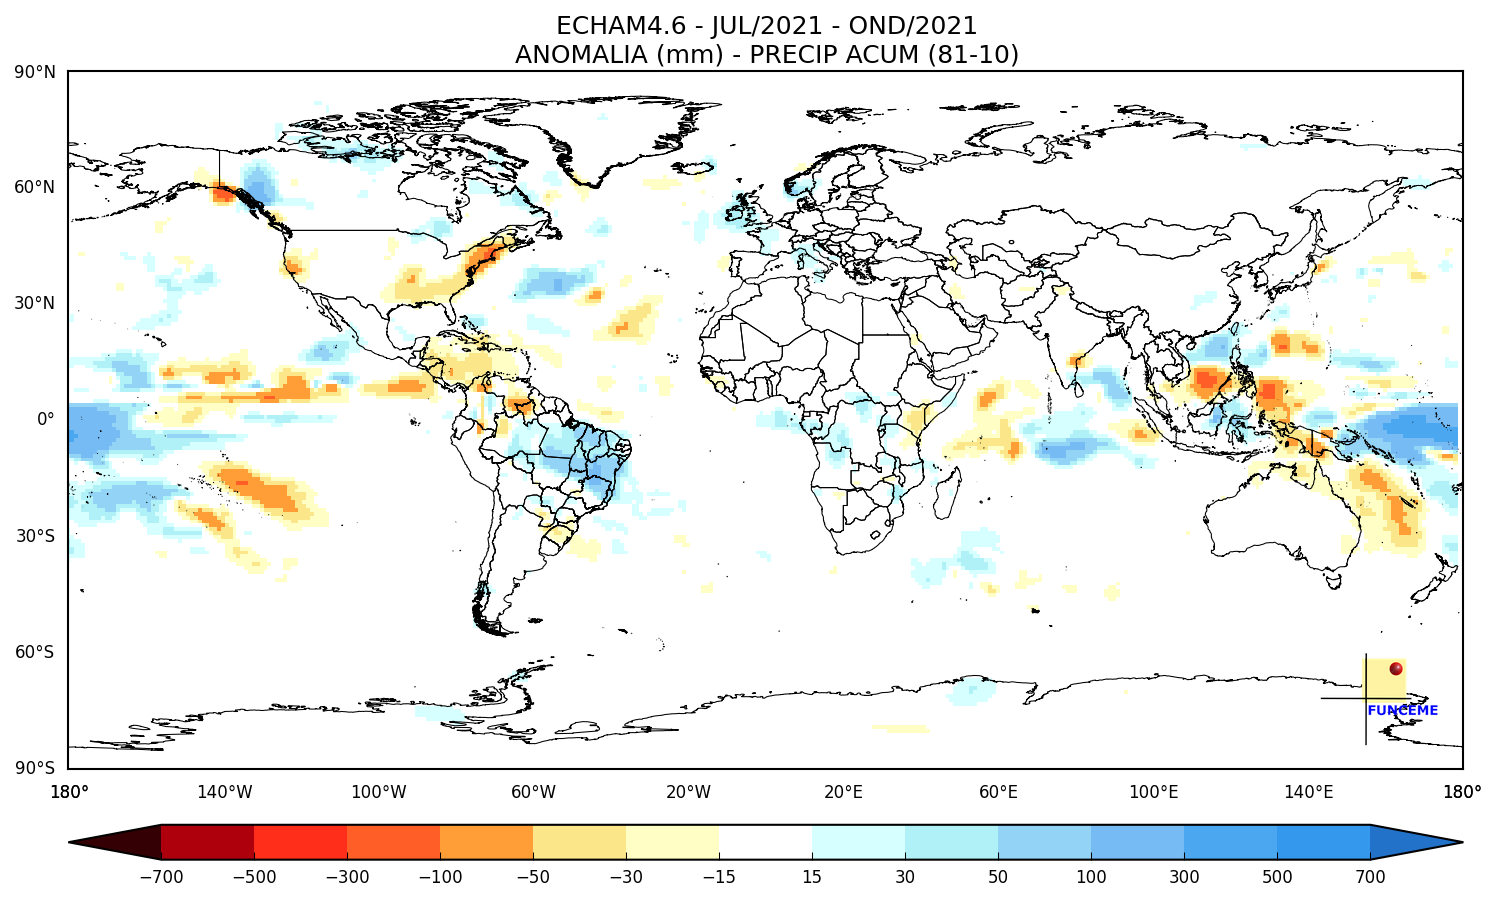 ECHAM4.6 - JUL/2021 - OND/2021
ANOMALIA (mm) - PRECIP ACUM (81-10)
90°N
60°N
30°N
0°
30°S
60°S
90°S
FUNCEME
180° 140°W 100°W 60°W 20°W 20°E 60°E 100°E 140°E 180°
−700 −500 −300 −100 −50 −30 −15 15 30 50 100 300 500 700